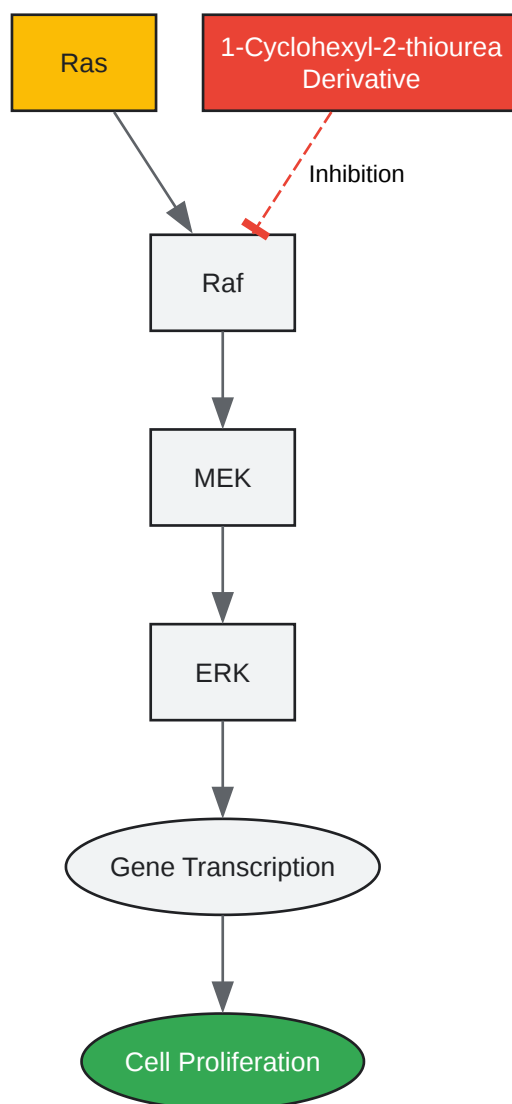 Ras
1-Cyclohexyl-2-thiourea
Derivative
Inhibition
Raf
MEK
ERK
Gene Transcription
Cell Proliferation